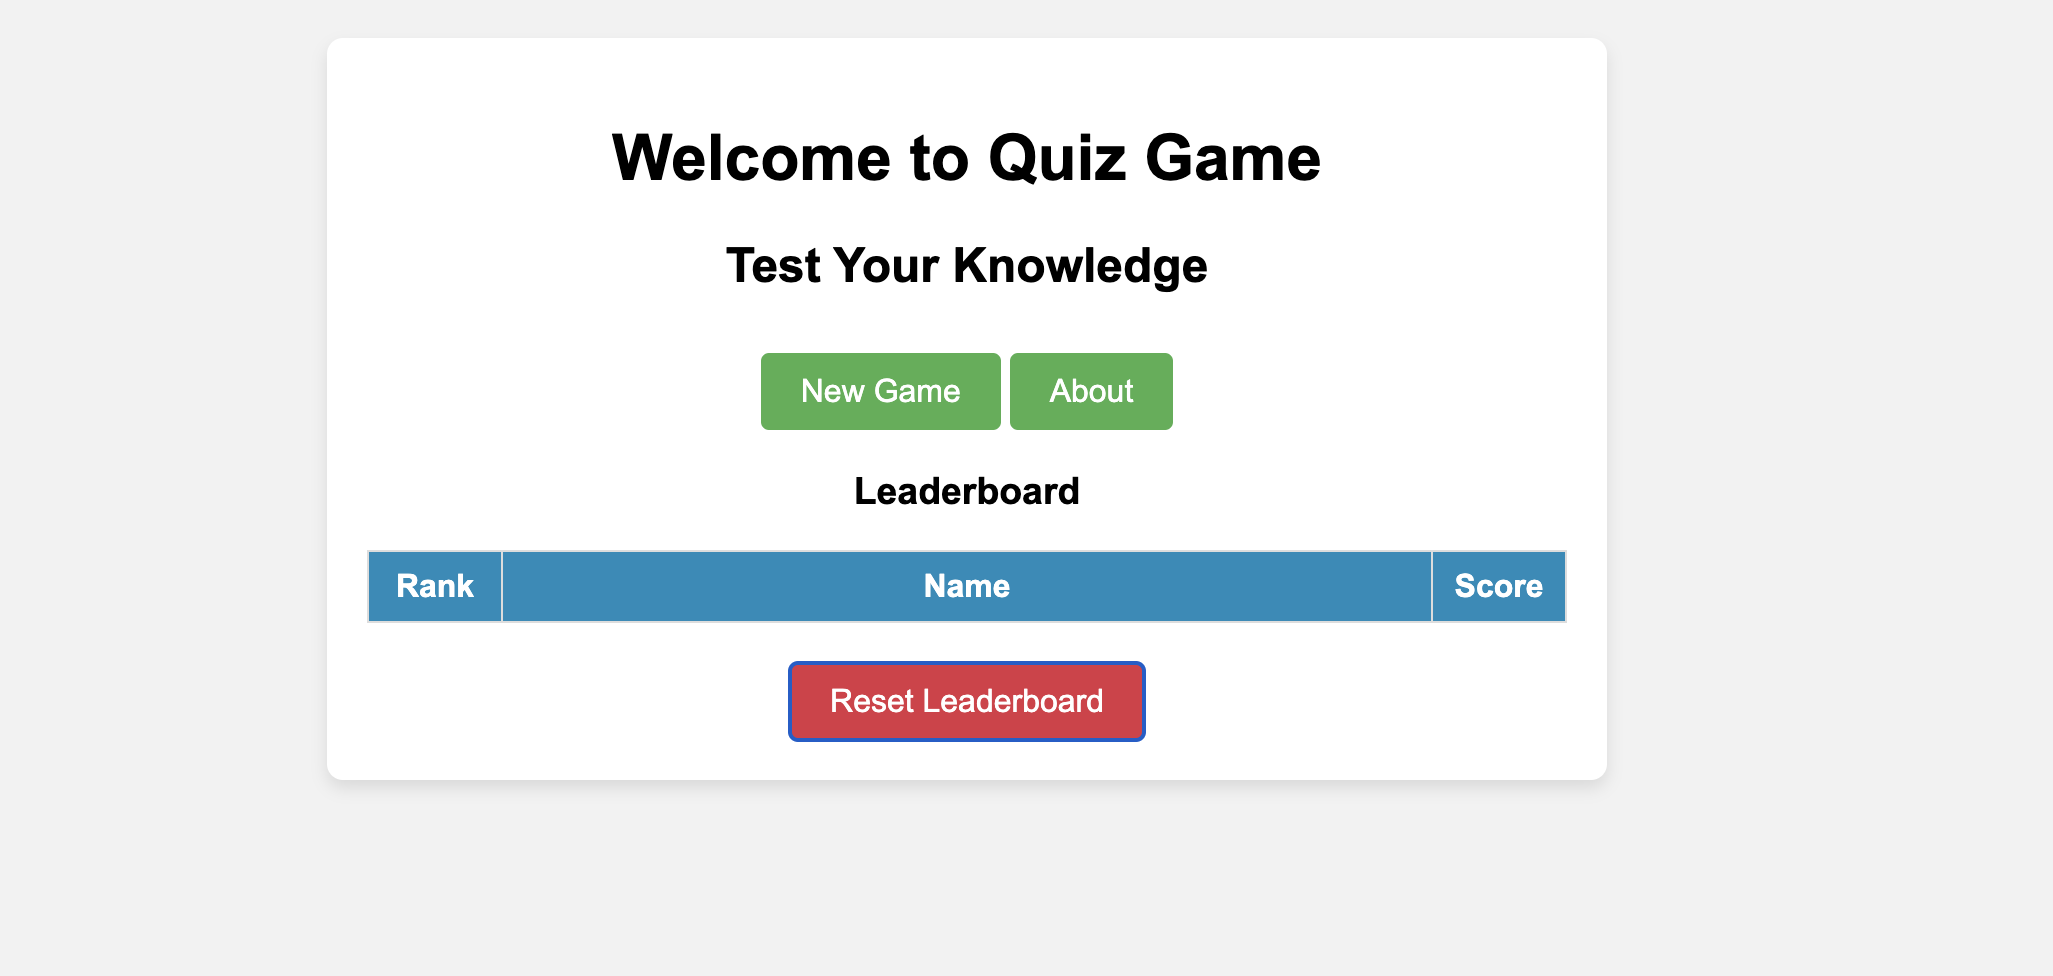 Welcome to Quiz Game
Test Your Knowledge
New Game About
Leaderboard
Rank Name Score
Reset Leaderboard